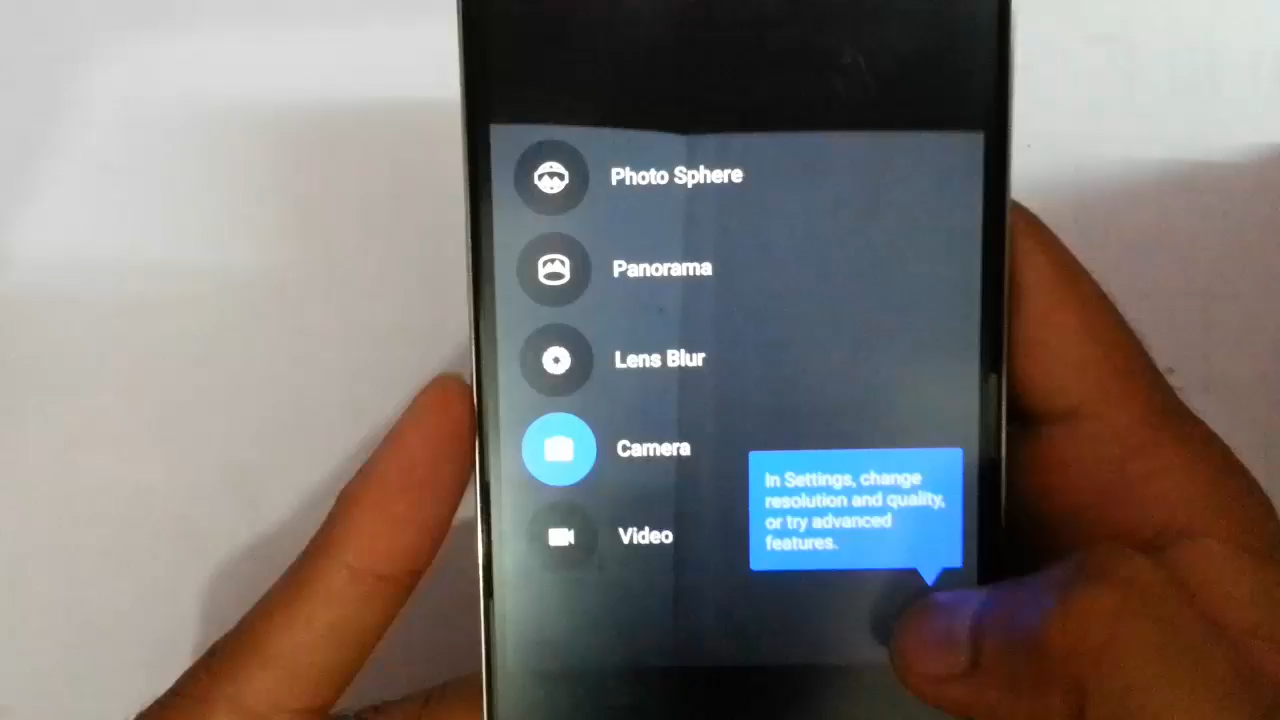 Photo Sphere
Panorama
Lens Blur
Camera
Video
In Settings, change
resolution and quality,
or try advanced
features.